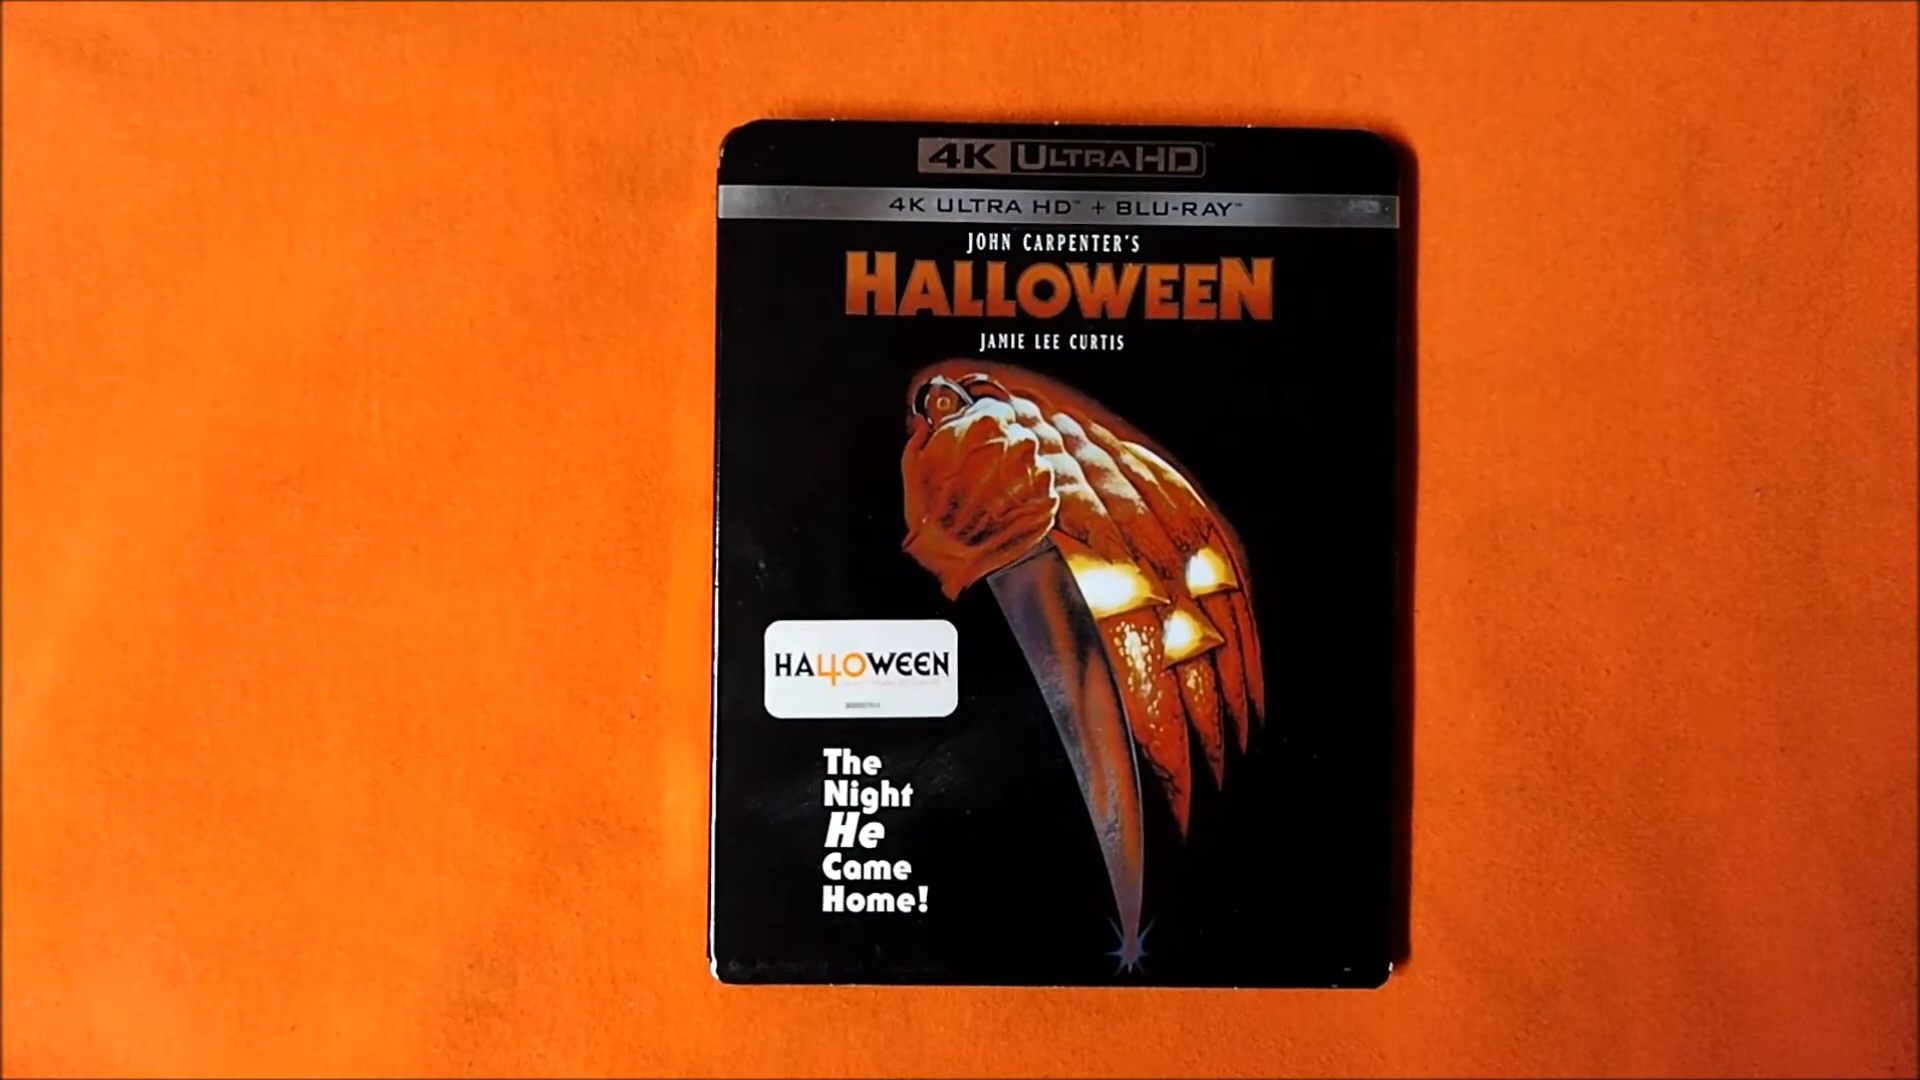 4K ULTRA HD™
4K ULTRA HD™ + BLU-RAY™
JOHN CARPENTER'S
HALLOWEEN
JAMIE LEE CURTIS
HA40WEEN
The
Night
He
Came
Home!